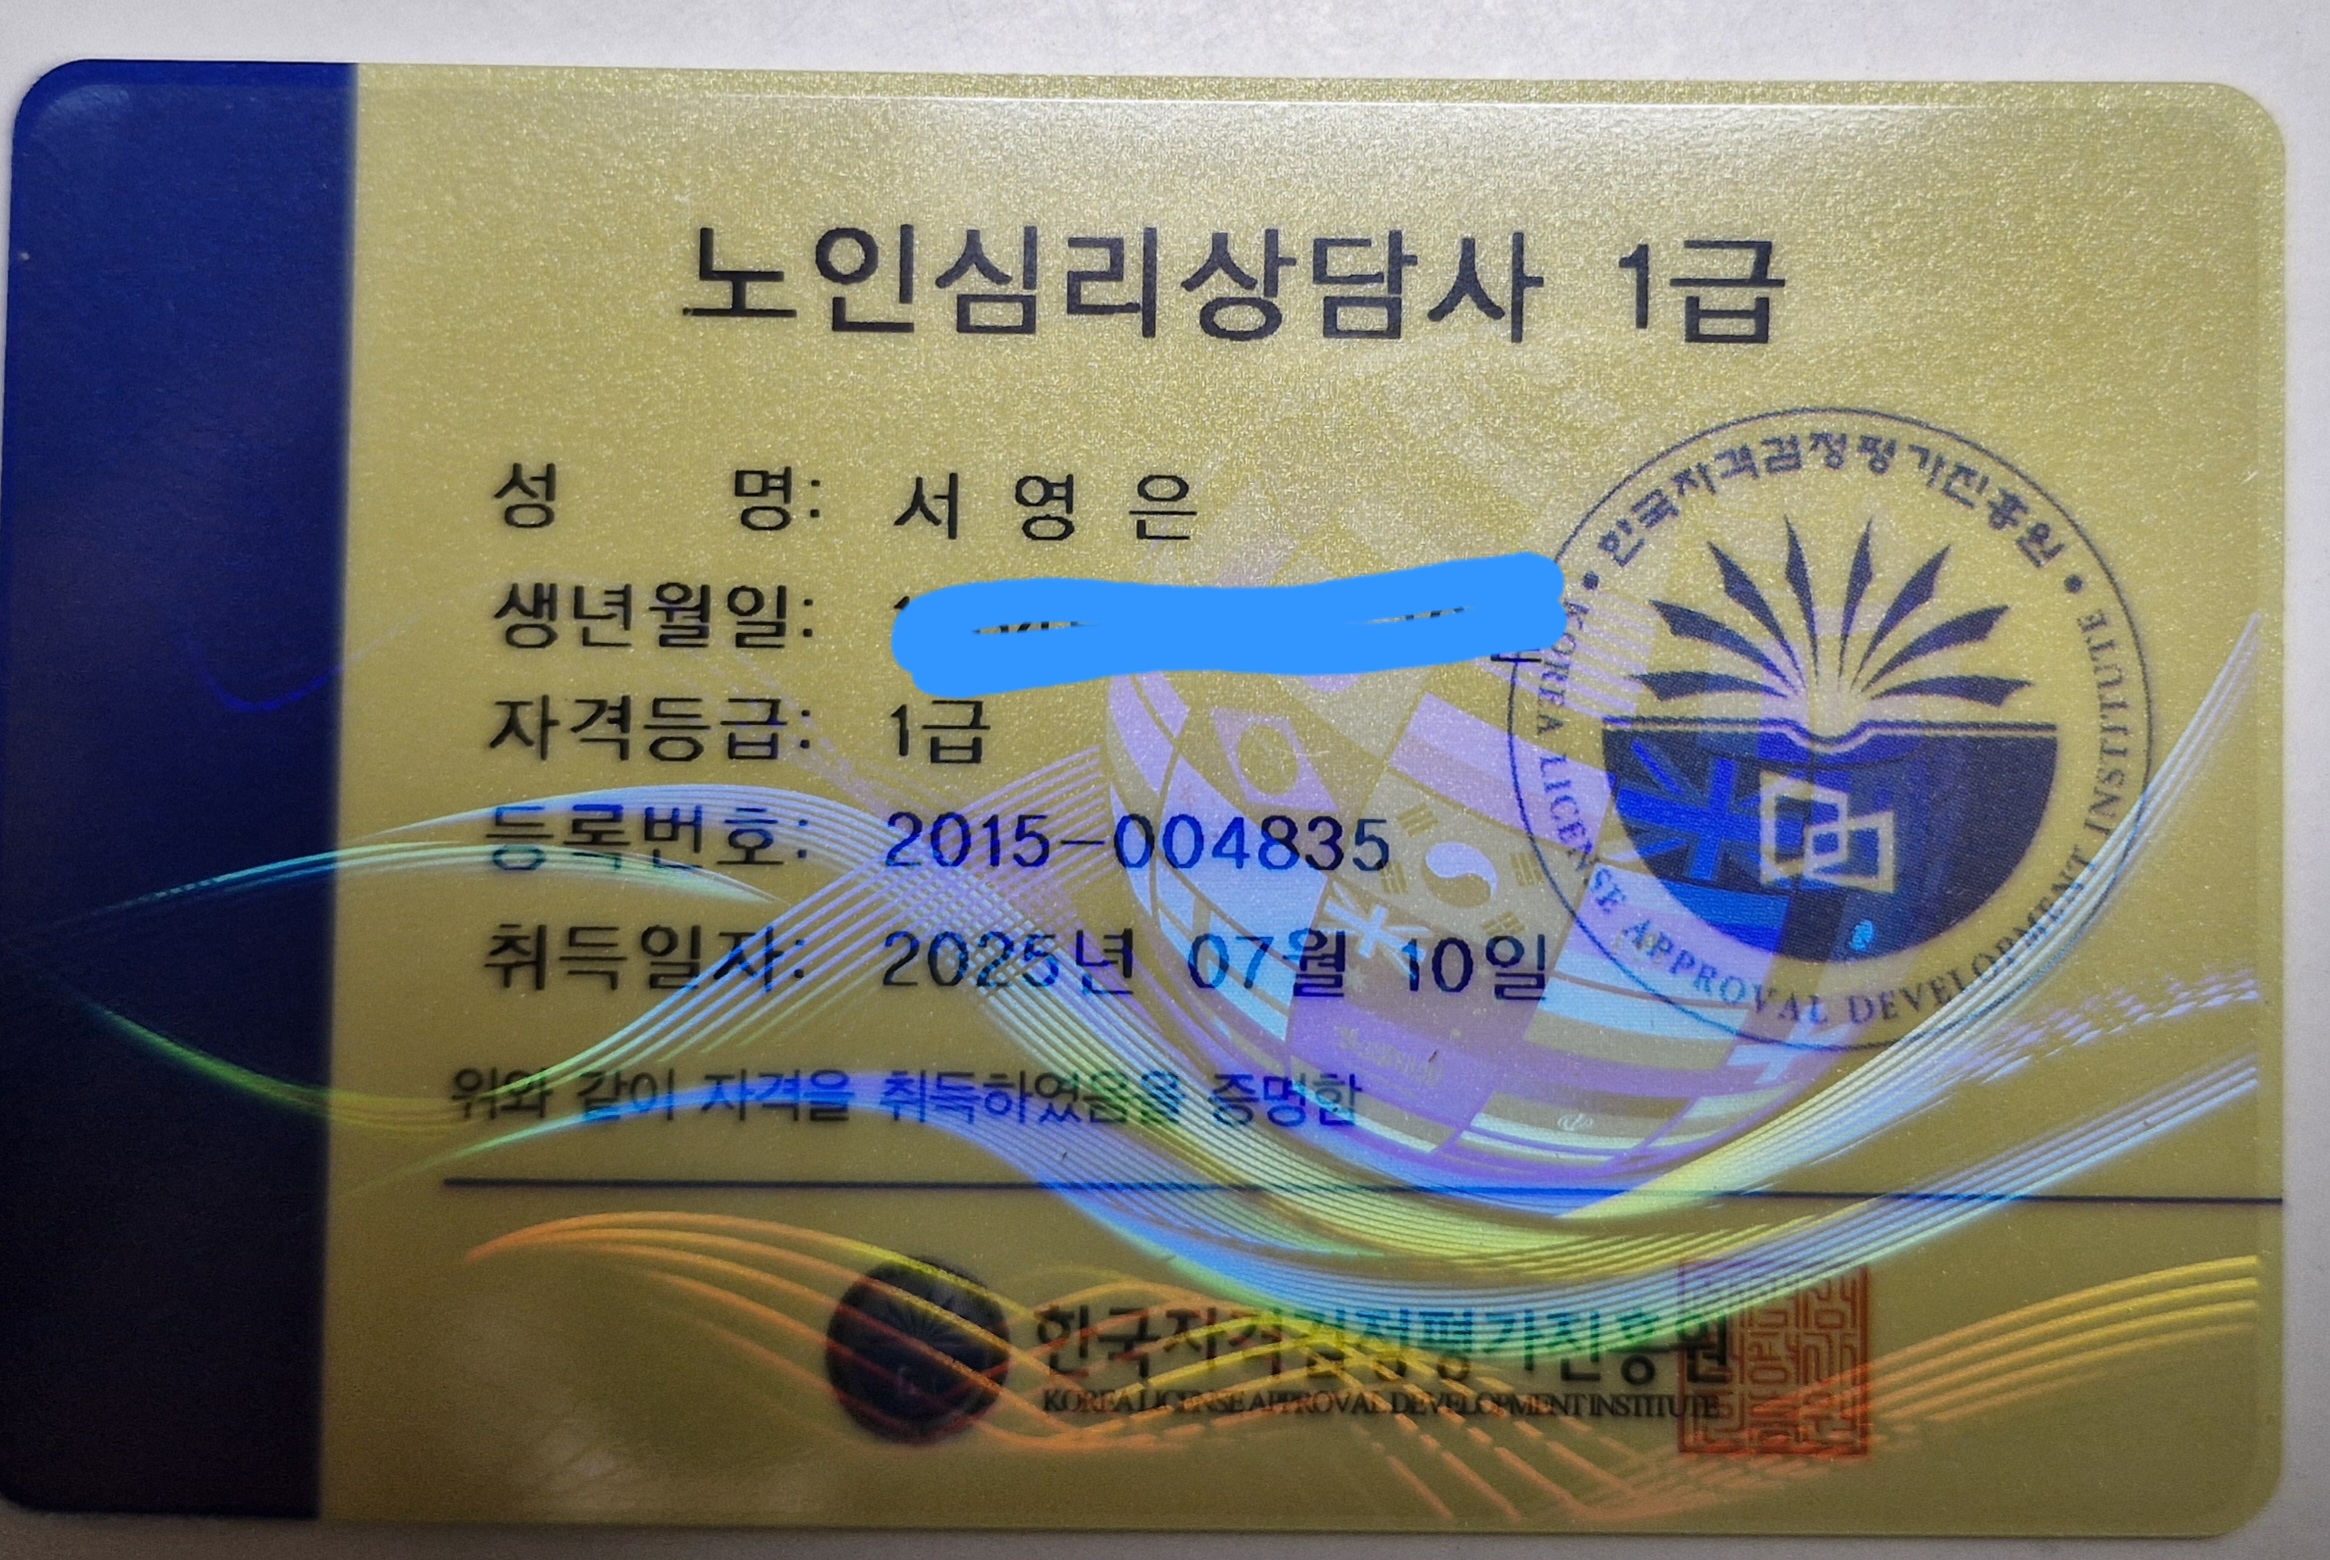 노인심리상담사 1급
성 명: 서 영 은
생년월일:
자격등급: 1급
등록번호: 2015-004835
취득일자: 2025년 07월 10일
위와 같이 자격을 취득하였음을 증명함
• 한국자격검정평가진흥원 •
KOREA LICENSE APPROVAL DEVELOPMENT INSTITUTE
한국자격검정평가진흥원
KOREA LICENSE APPROVAL DEVELOPMENT INSTITUTE